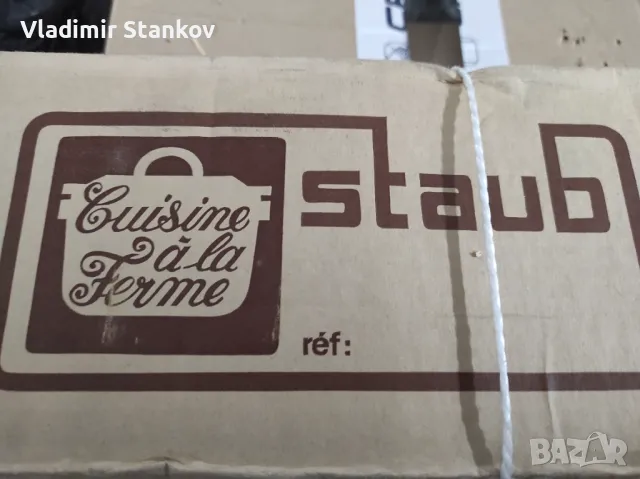 Vladimir Stankov
staub
Cuisine
à la
Ferme
réf:
BAZAR